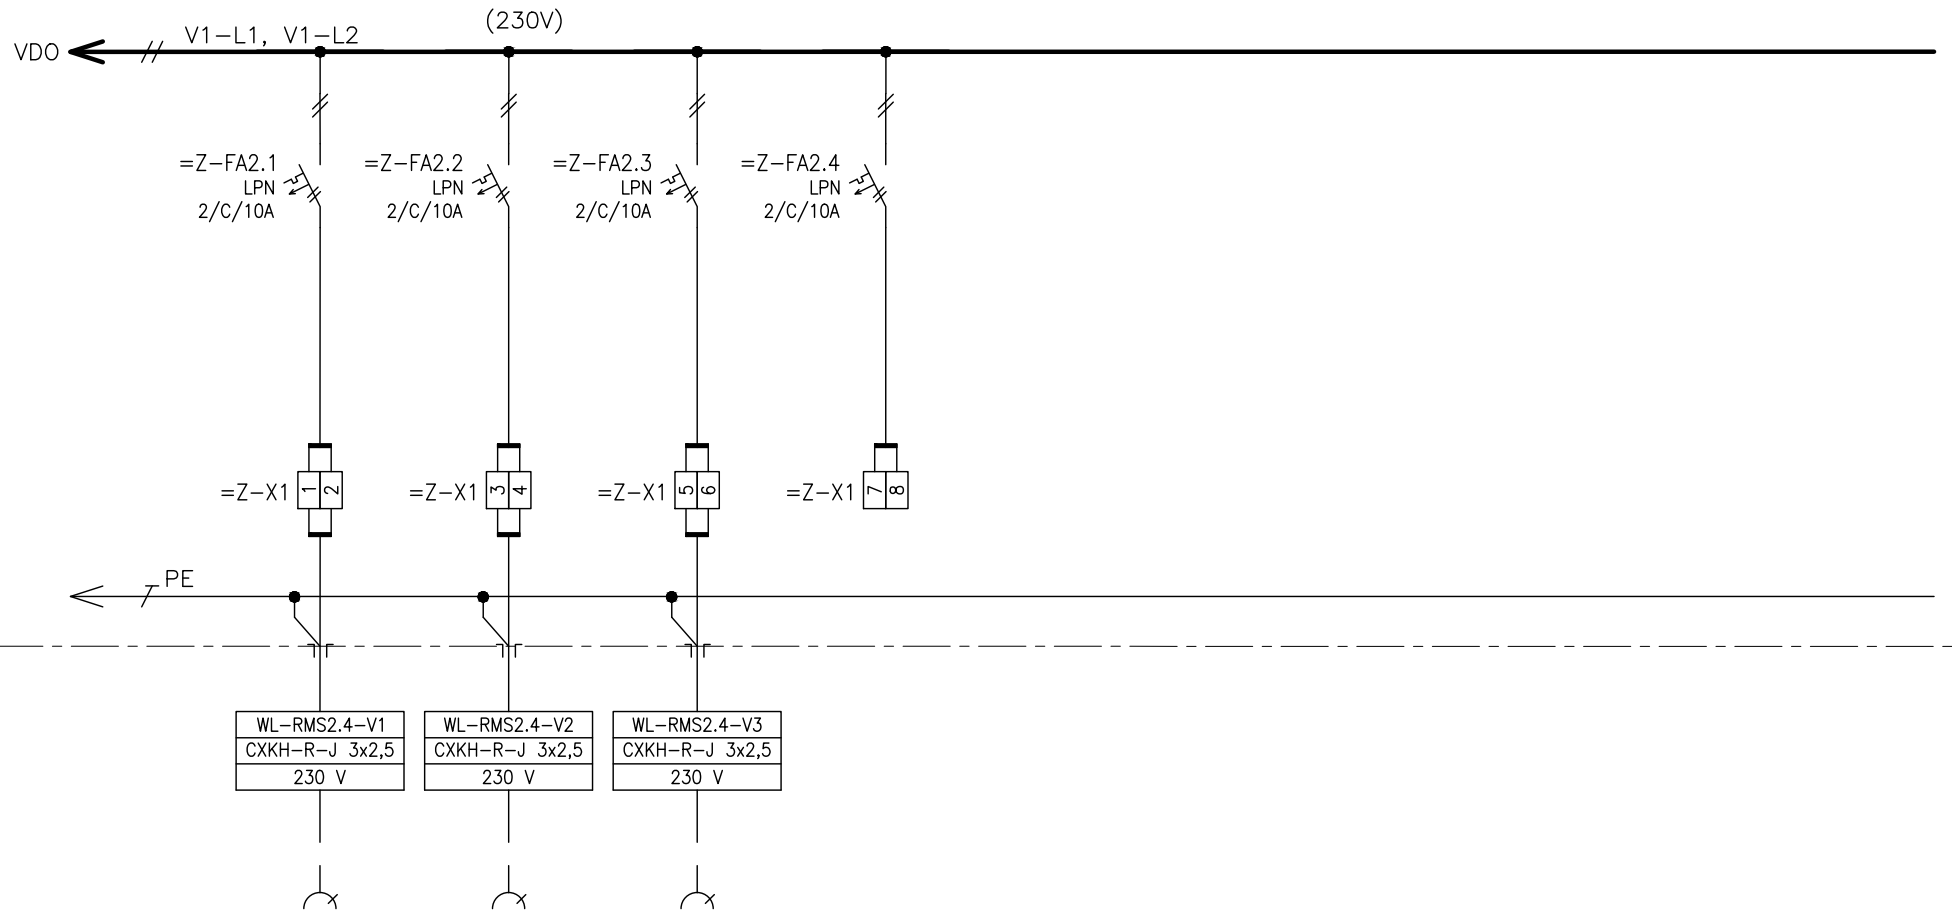 (230V)
V1-L1, V1-L2
VDO
=Z-FA2.1
LPN
2/C/10A
=Z-FA2.2
LPN
2/C/10A
=Z-FA2.3
LPN
2/C/10A
=Z-FA2.4
LPN
2/C/10A
=Z-X1 1 2
=Z-X1 3 4
=Z-X1 5 6
=Z-X1 7 8
PE
WL-RMS2.4-V1
CXKH-R-J 3x2,5
230 V
WL-RMS2.4-V2
CXKH-R-J 3x2,5
230 V
WL-RMS2.4-V3
CXKH-R-J 3x2,5
230 V